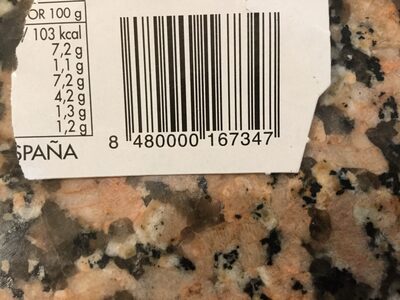 OR 100 g
/ 103 kcal
7,2 g
1,1 g
7,2 g
4,2 g
1,3 g
1,2 g
SPAÑA
8 480000 167347